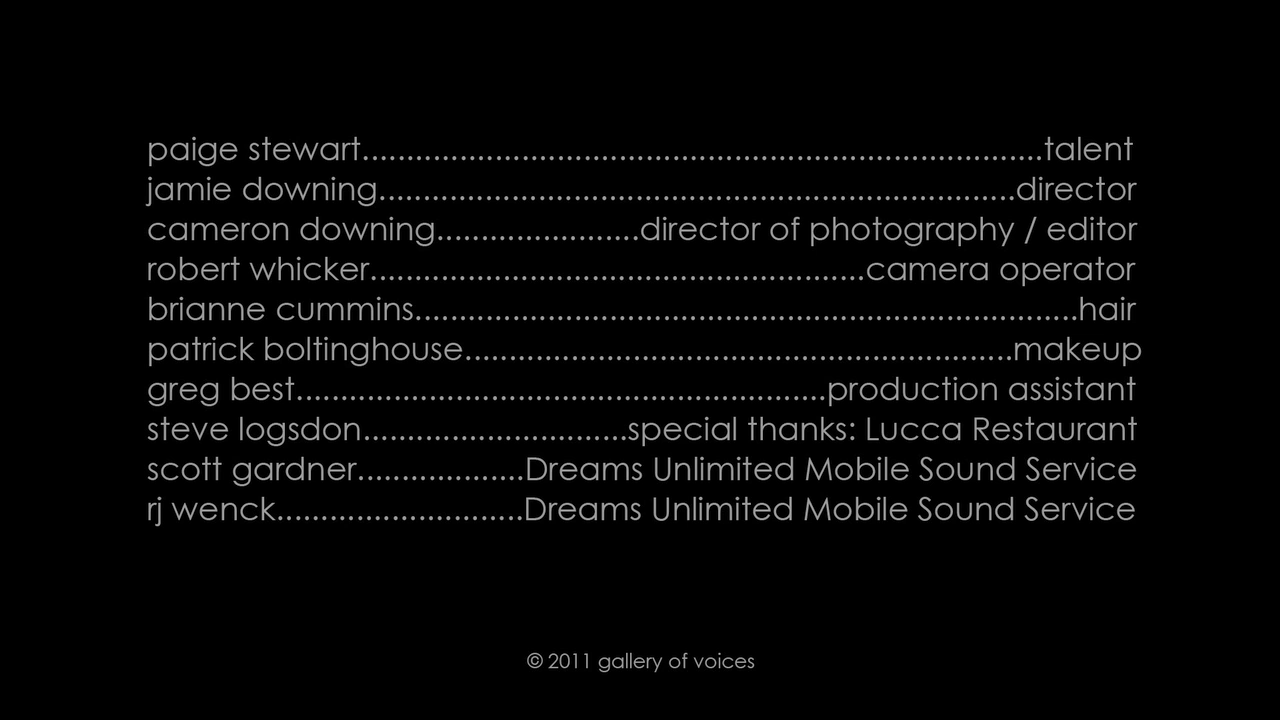 paige stewart............................................................................talent
jamie downing.......................................................................director
cameron downing.......................director of photography / editor
robert whicker.......................................................camera operator
brianne cummins..........................................................................hair
patrick boltinghouse.............................................................makeup
greg best...........................................................production assistant
steve logsdon..............................special thanks: Lucca Restaurant
scott gardner...................Dreams Unlimited Mobile Sound Service
rj wenck............................Dreams Unlimited Mobile Sound Service
© 2011 gallery of voices